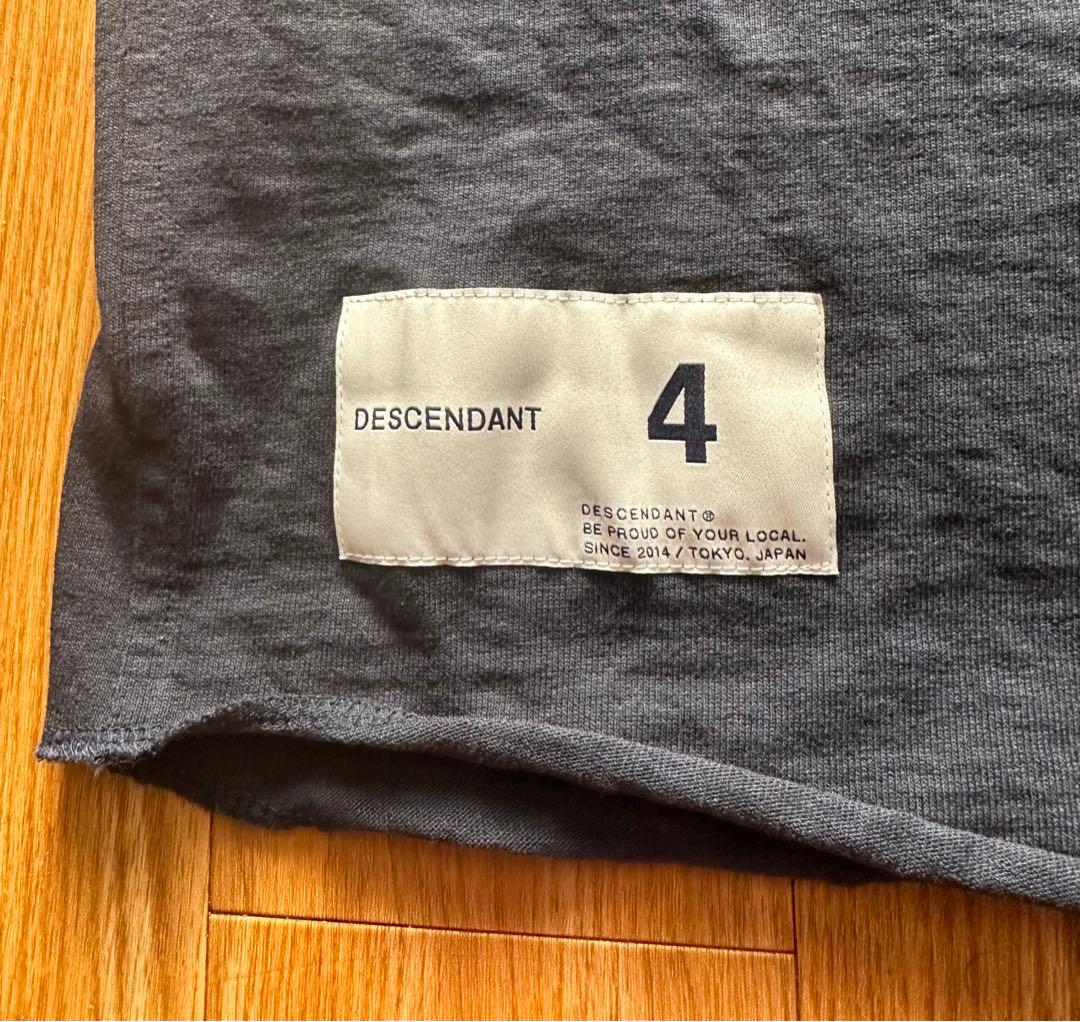 DESCENDANT
4
DESCENDANT®
BE PROUD OF YOUR LOCAL.
SINCE 2014 / TOKYO. JAPAN